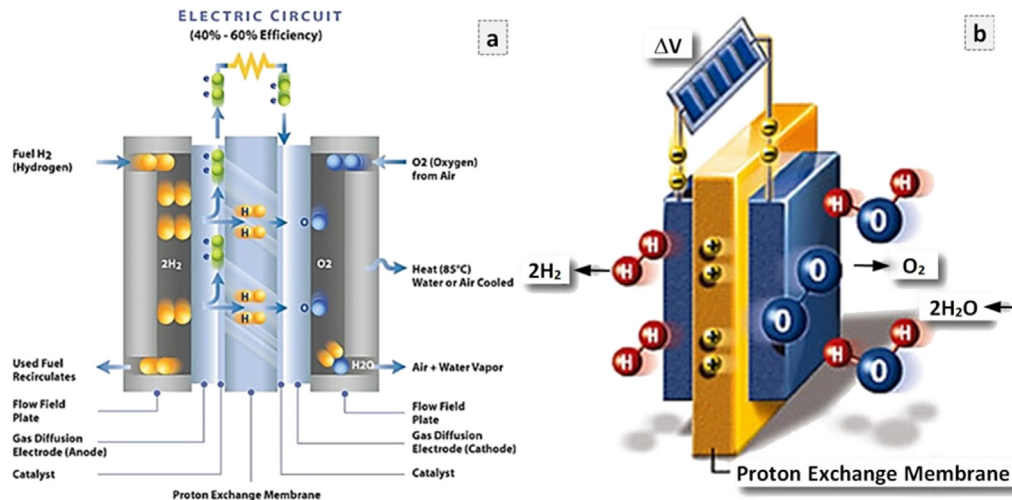 ELECTRIC CIRCUIT
(40% - 60% Efficiency)
a
e
e
e
e
Fuel H2
(Hydrogen)
O2 (Oxygen)
from Air
e
e
H
H
O
2H2
O2
e
e
Heat (85°C)
Water or Air Cooled
H
H
O
Used Fuel
Recirculates
H2O
Air + Water Vapor
Flow Field
Plate
Gas Diffusion
Electrode (Anode)
Catalyst
Proton Exchange Membrane
Flow Field
Plate
Gas Diffusion
Electrode (Cathode)
Catalyst
b
ΔV
−
−
−
−
H
H
O
H
H
+
+
2H₂
O
O
O₂
2H₂O
H
H
+
+
H
H
O
Proton Exchange Membrane